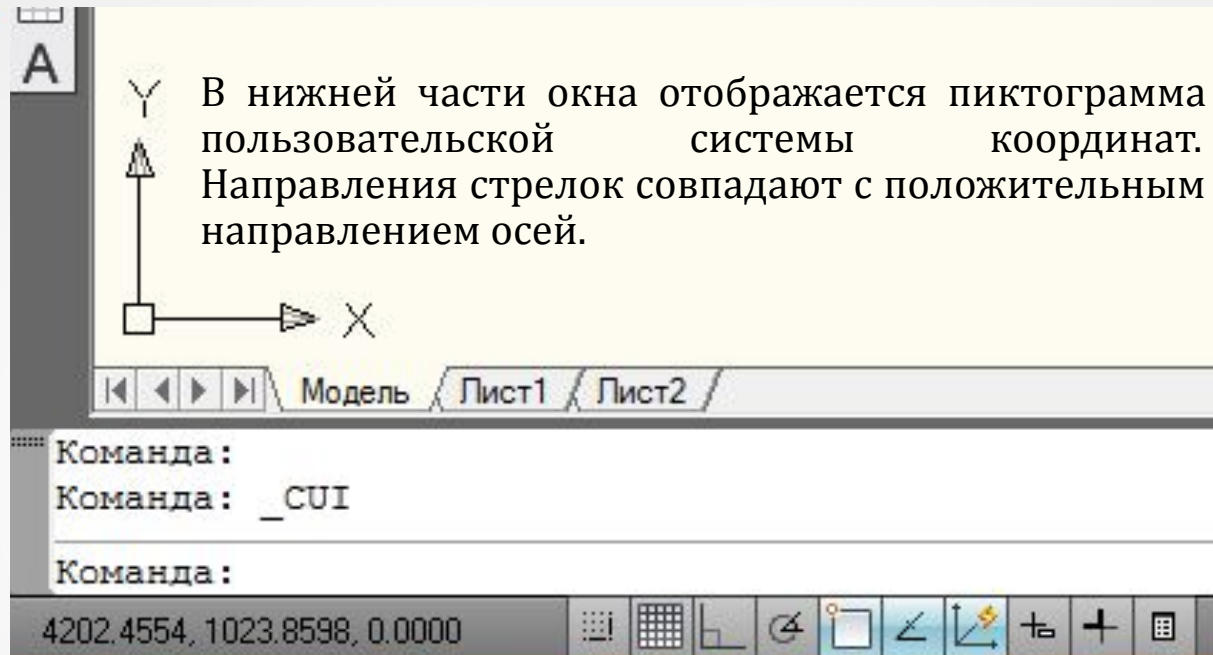 A
Y
В нижней части окна отображается пиктограмма
пользовательской системы координат.
Направления стрелок совпадают с положительным
направлением осей.
X
Модель Лист1 Лист2
Команда:
Команда: _CUI
Команда:
4202.4554, 1023.8598, 0.0000